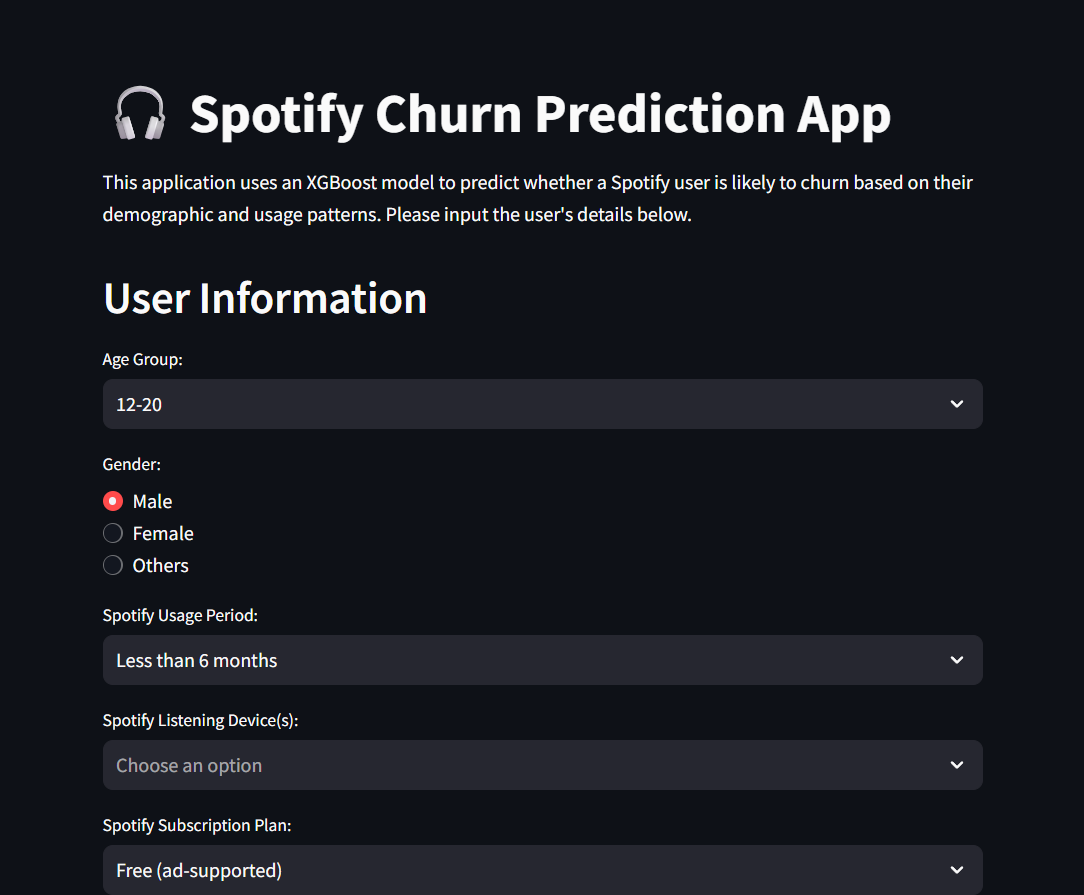 Spotify Churn Prediction App
This application uses an XGBoost model to predict whether a Spotify user is likely to churn based on their
demographic and usage patterns. Please input the user's details below.
User Information
Age Group:
12-20
Gender:
Male
Female
Others
Spotify Usage Period:
Less than 6 months
Spotify Listening Device(s):
Choose an option
Spotify Subscription Plan:
Free (ad-supported)